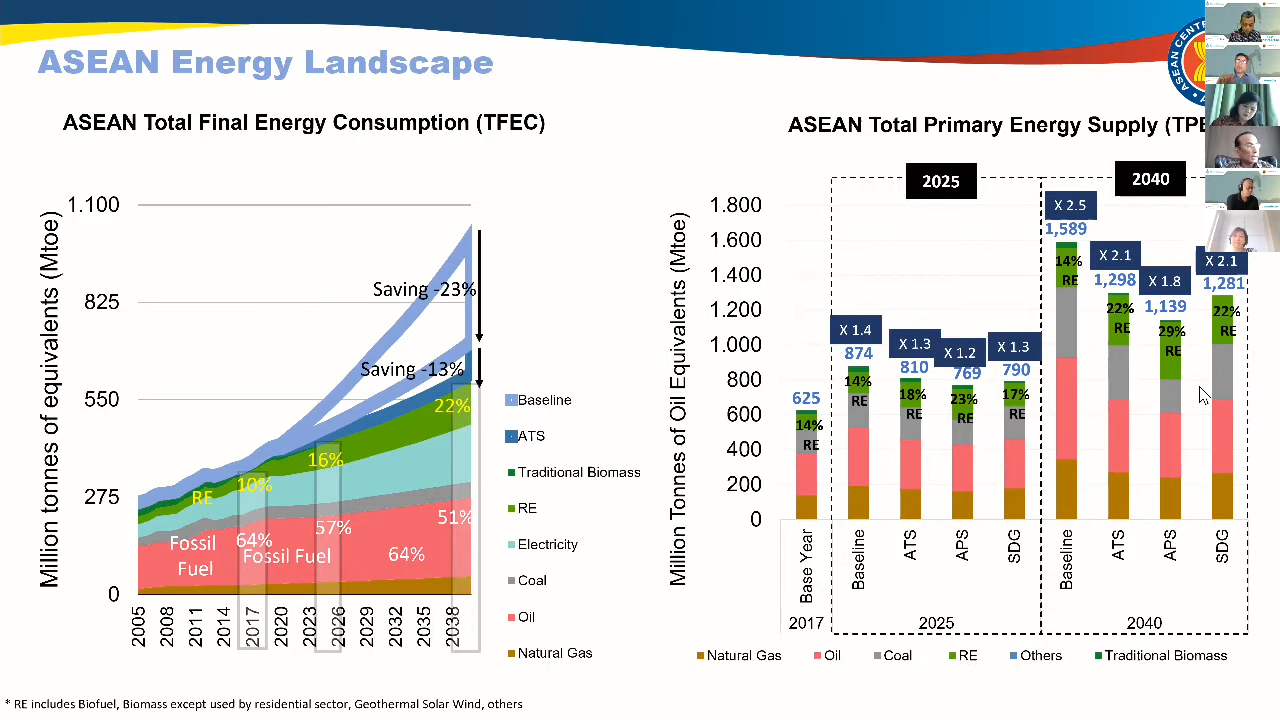 ASEAN Energy Landscape
ASEAN CENTR
ASEAN Total Final Energy Consumption (TFEC)
Million tonnes of equivalents (Mtoe)
1.100
825
550
275
0
Saving -23%
Saving -13%
22%
16%
10%
RE
51%
57%
64%
64%
Fossil
Fuel
Fossil Fuel
2005
2008
2011
2014
2017
2020
2023
2026
2029
2032
2035
2038
Baseline
ATS
Traditional Biomass
RE
Electricity
Coal
Oil
Natural Gas
ASEAN Total Primary Energy Supply (TPE
Million Tonnes of Oil Equivalents (Mtoe)
1.800
1.600
1.400
1.200
1.000
800
600
400
200
0
2025
2040
X 1.4
X 1.3
X 1.2
X 1.3
X 2.5
X 2.1
X 1.8
X 2.1
625
874
810
769
790
1,589
1,298
1,139
1,281
14%
RE
14%
RE
18%
RE
23%
RE
17%
RE
14%
RE
22%
RE
29%
RE
22%
RE
Base Year
Baseline
ATS
APS
SDG
Baseline
ATS
APS
SDG
2017
2025
2040
Natural Gas
Oil
Coal
RE
Others
Traditional Biomass
* RE includes Biofuel, Biomass except used by residential sector, Geothermal Solar Wind, others